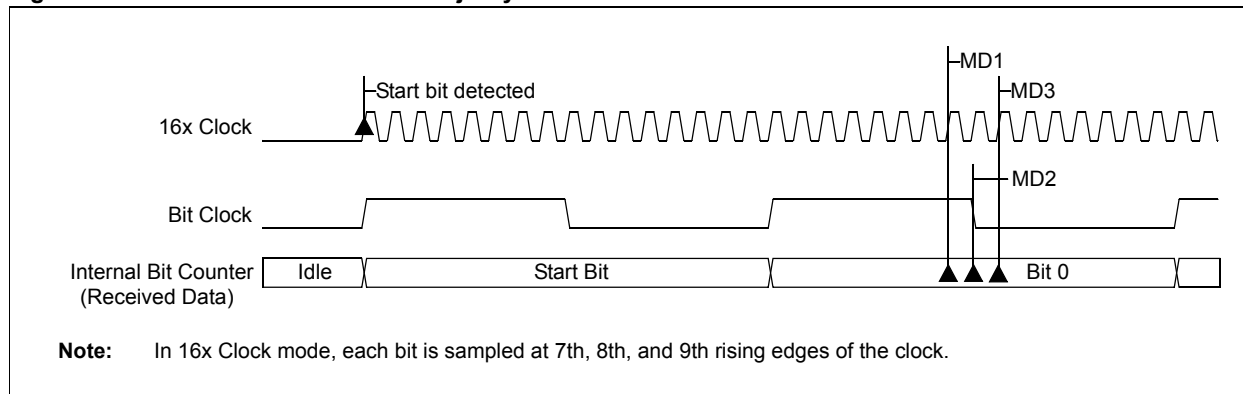 MD1
Start bit detected
MD3
16x Clock
MD2
Bit Clock
Internal Bit Counter
(Received Data)
Idle
Start Bit
Bit 0
Note: In 16x Clock mode, each bit is sampled at 7th, 8th, and 9th rising edges of the clock.